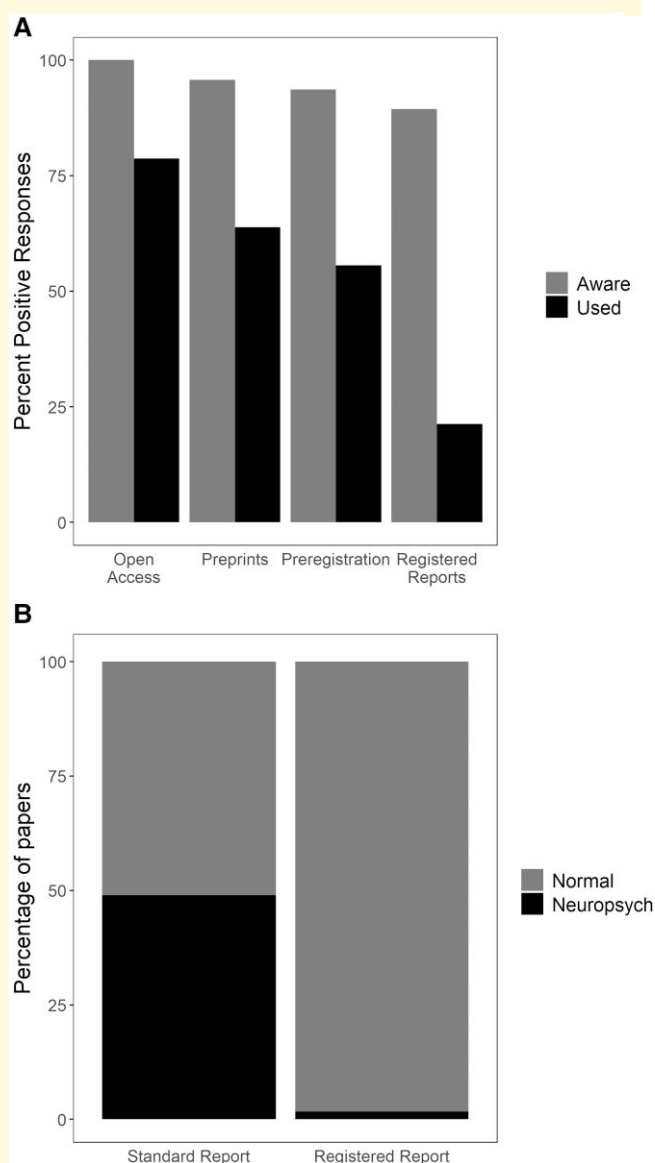 A
Percent Positive Responses
100
75
50
25
0
Open
Access
Preprints
Preregistration
Registered
Reports
Aware
Used
B
Percentage of papers
100
75
50
25
0
Standard Report
Registered Report
Normal
Neuropsych